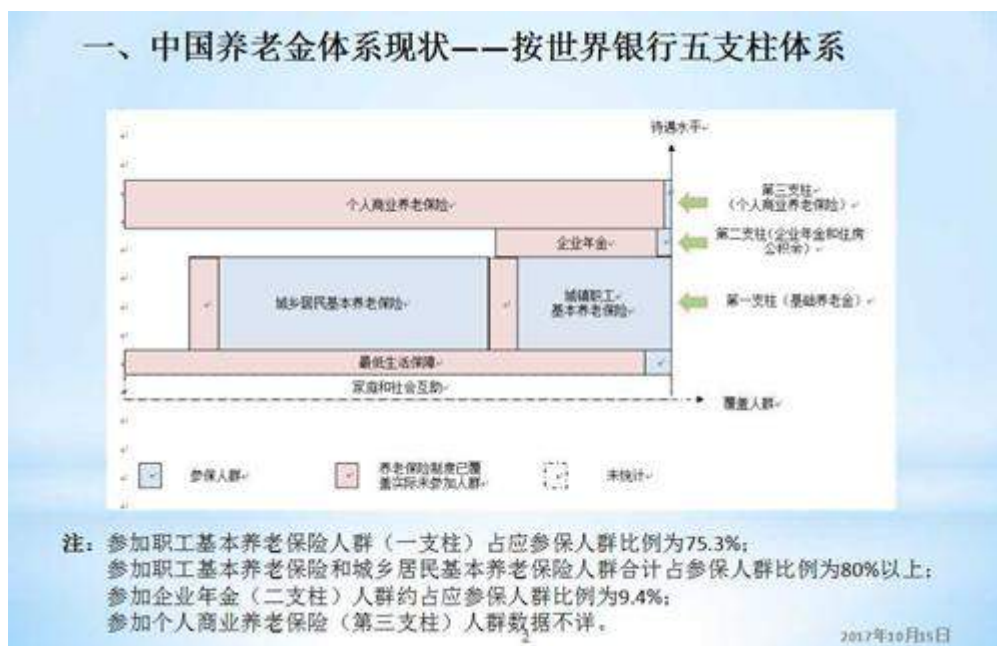 一、中国养老金体系现状——按世界银行五支柱体系
待遇水平
个人商业养老保险
第三支柱
（个人商业养老保险）
企业年金
第二支柱(企业年金和住房
公积金)
城乡居民基本养老保险
城镇职工
基本养老保险
第一支柱（基础养老金）
最低生活保障
家庭和社会互助
覆盖人群
参保人群
养老保险制度已覆
盖实际未参加人群
未统计
注：参加职工基本养老保险人群（一支柱）占应参保人群比例为75.3%;
参加职工基本养老保险和城乡居民基本养老保险人群合计占参保人群比例为80%以上;
参加企业年金（二支柱）人群约占应参保人群比例为9.4%;
参加个人商业养老保险（第三支柱）人群数据不详。
2
2017年10月15日